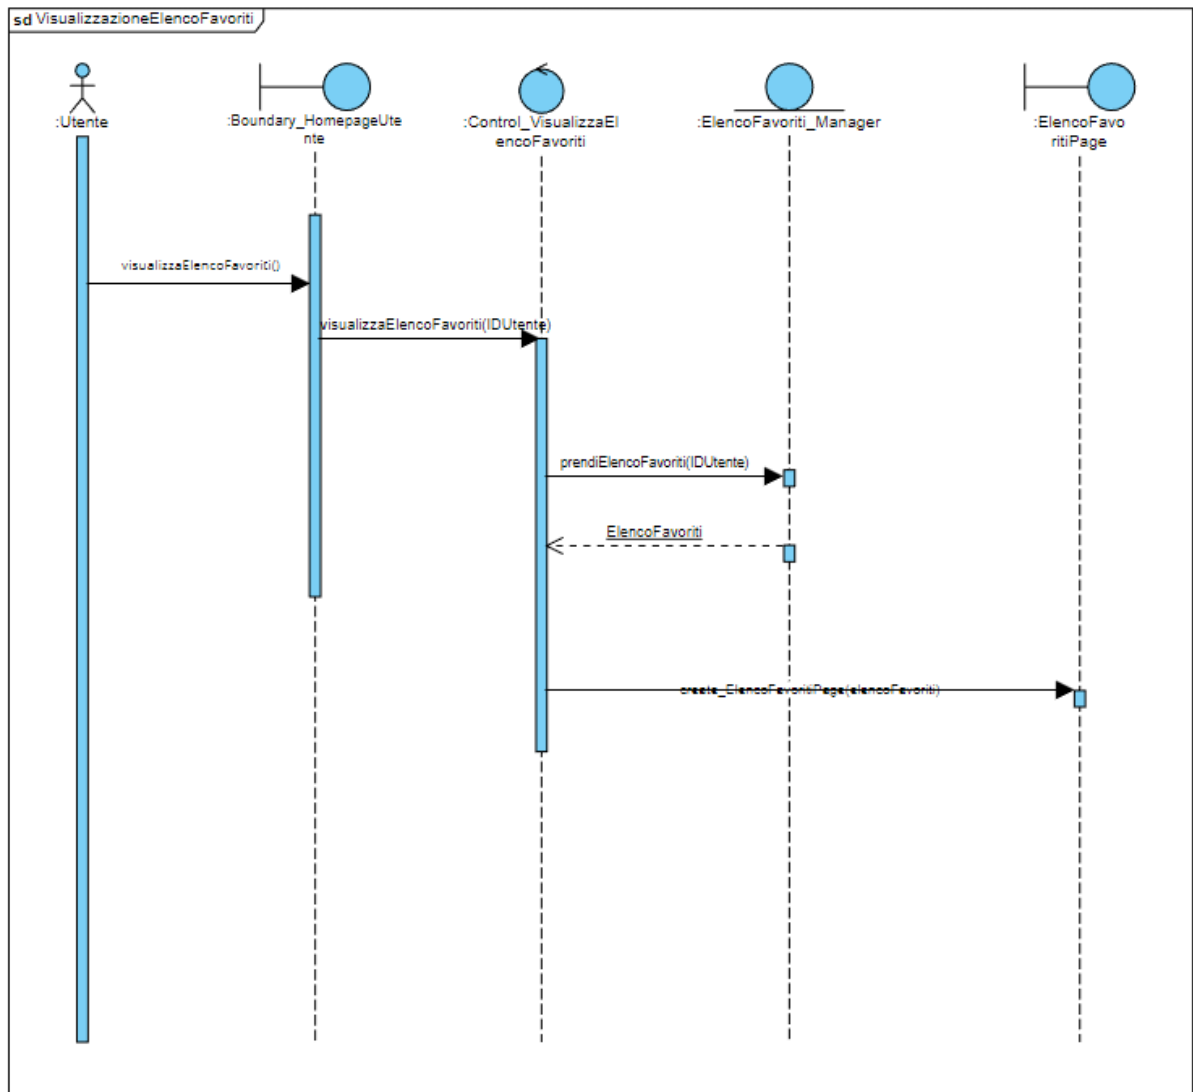 sd VisualizzazioneElencoFavoriti
:Utente
:Boundary_HomepageUte
nte
:Control_VisualizzaEl
encoFavoriti
:ElencoFavoriti_Manager
:ElencoFavo
ritiPage
visualizzaElencoFavoriti()
visualizzaElencoFavoriti(IDUtente)
prendiElencoFavoriti(IDUtente)
ElencoFavoriti
create_ElencoFavoritiPage(elencoFavoriti)